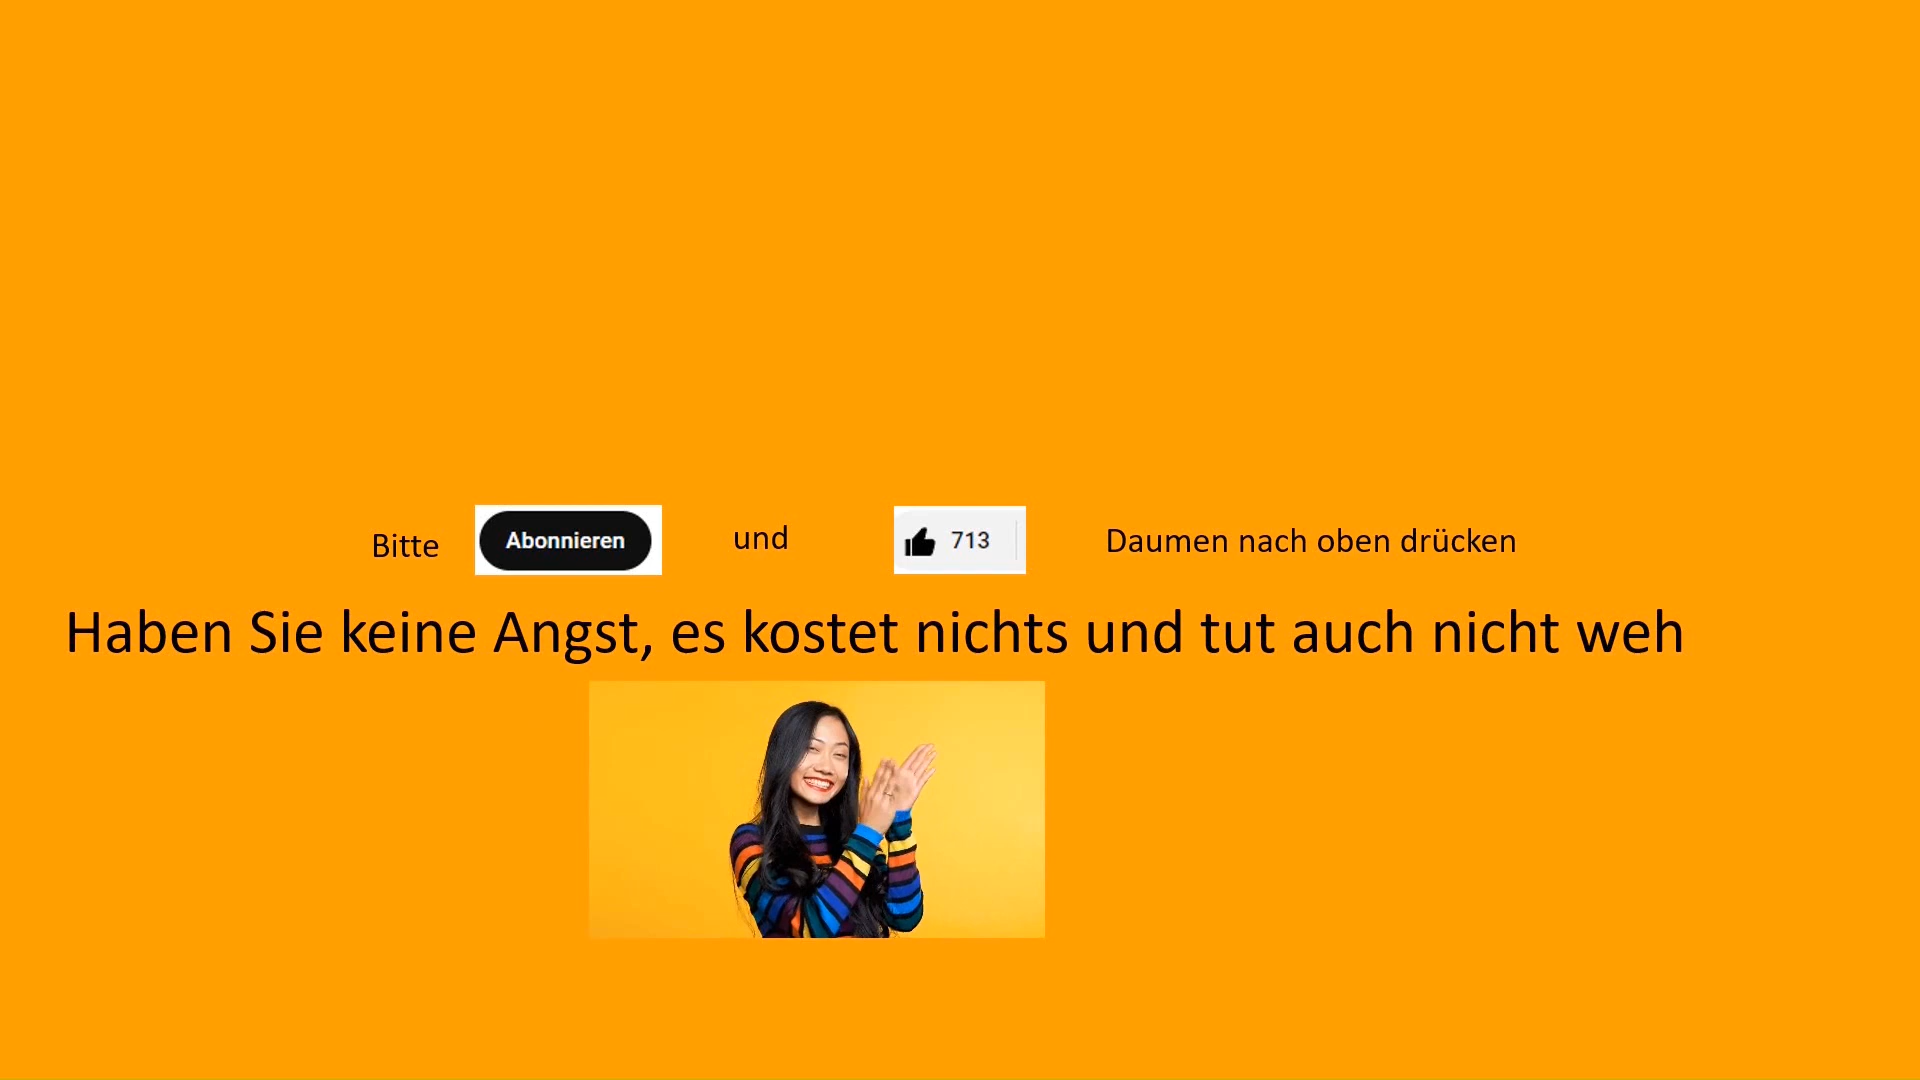 Bitte Abonnieren und 713 Daumen nach oben drücken
Haben Sie keine Angst, es kostet nichts und tut auch nicht weh